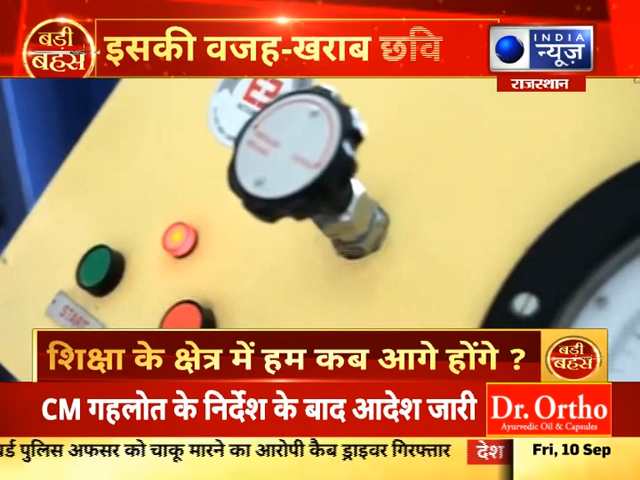 बड़ी
बहस
इसकी वजह-खराब छवि
INDIA
न्यूज़
राजस्थान
START
शिक्षा के क्षेत्र में हम कब आगे होंगे ?
बड़ी
बहस
CM गहलोत के निर्देश के बाद आदेश जारी
Dr. Ortho
Ayurvedic Oil & Capsules
पुलिस अफसर को चाकू मारने का आरोपी कैब ड्राइवर गिरफ्तार
देश
Fri, 10 Sep